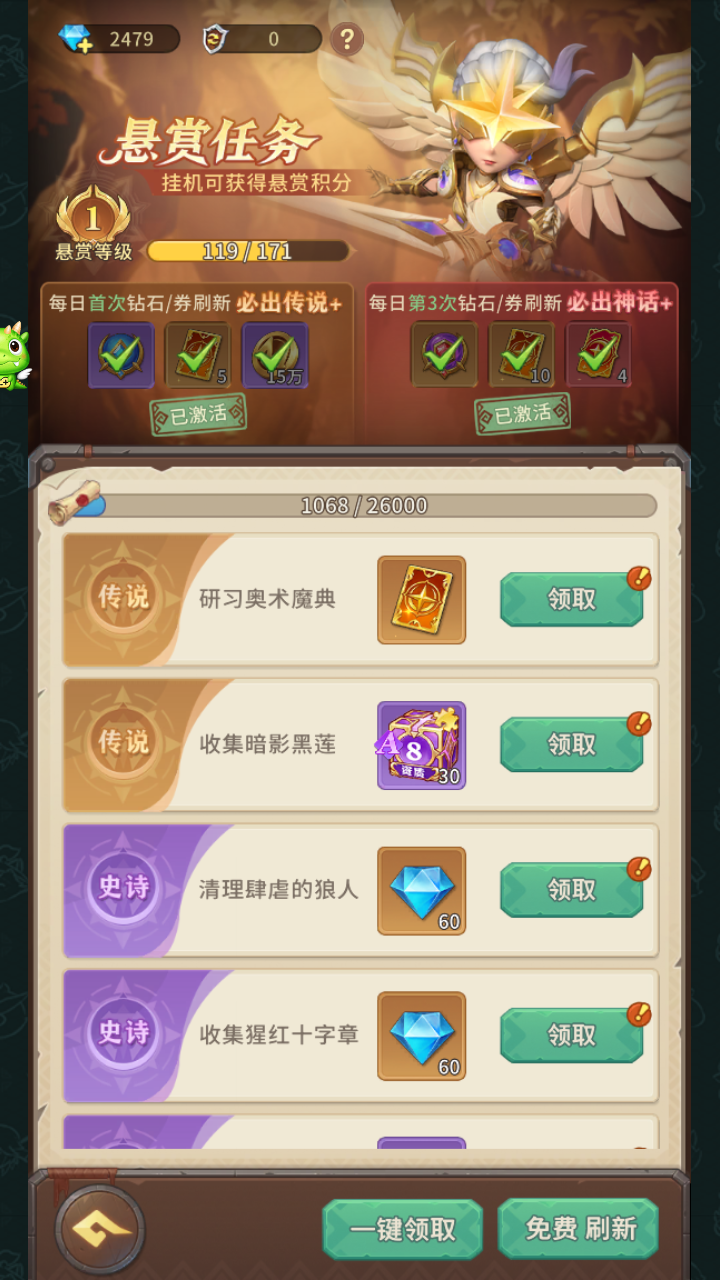 2479
0
?
悬赏任务
挂机可获得悬赏积分
1
悬赏等级
119/171
每日首次钻石/券刷新 必出传说+
5
15万
已激活
每日第3次钻石/券刷新 必出神话+
10
4
已激活
1068/26000
传说
研习奥术魔典
领取
传说
收集暗影黑莲
A
8
30
领取
史诗
清理肆虐的狼人
60
领取
史诗
收集猩红十字章
60
领取
一键领取
免费 刷新